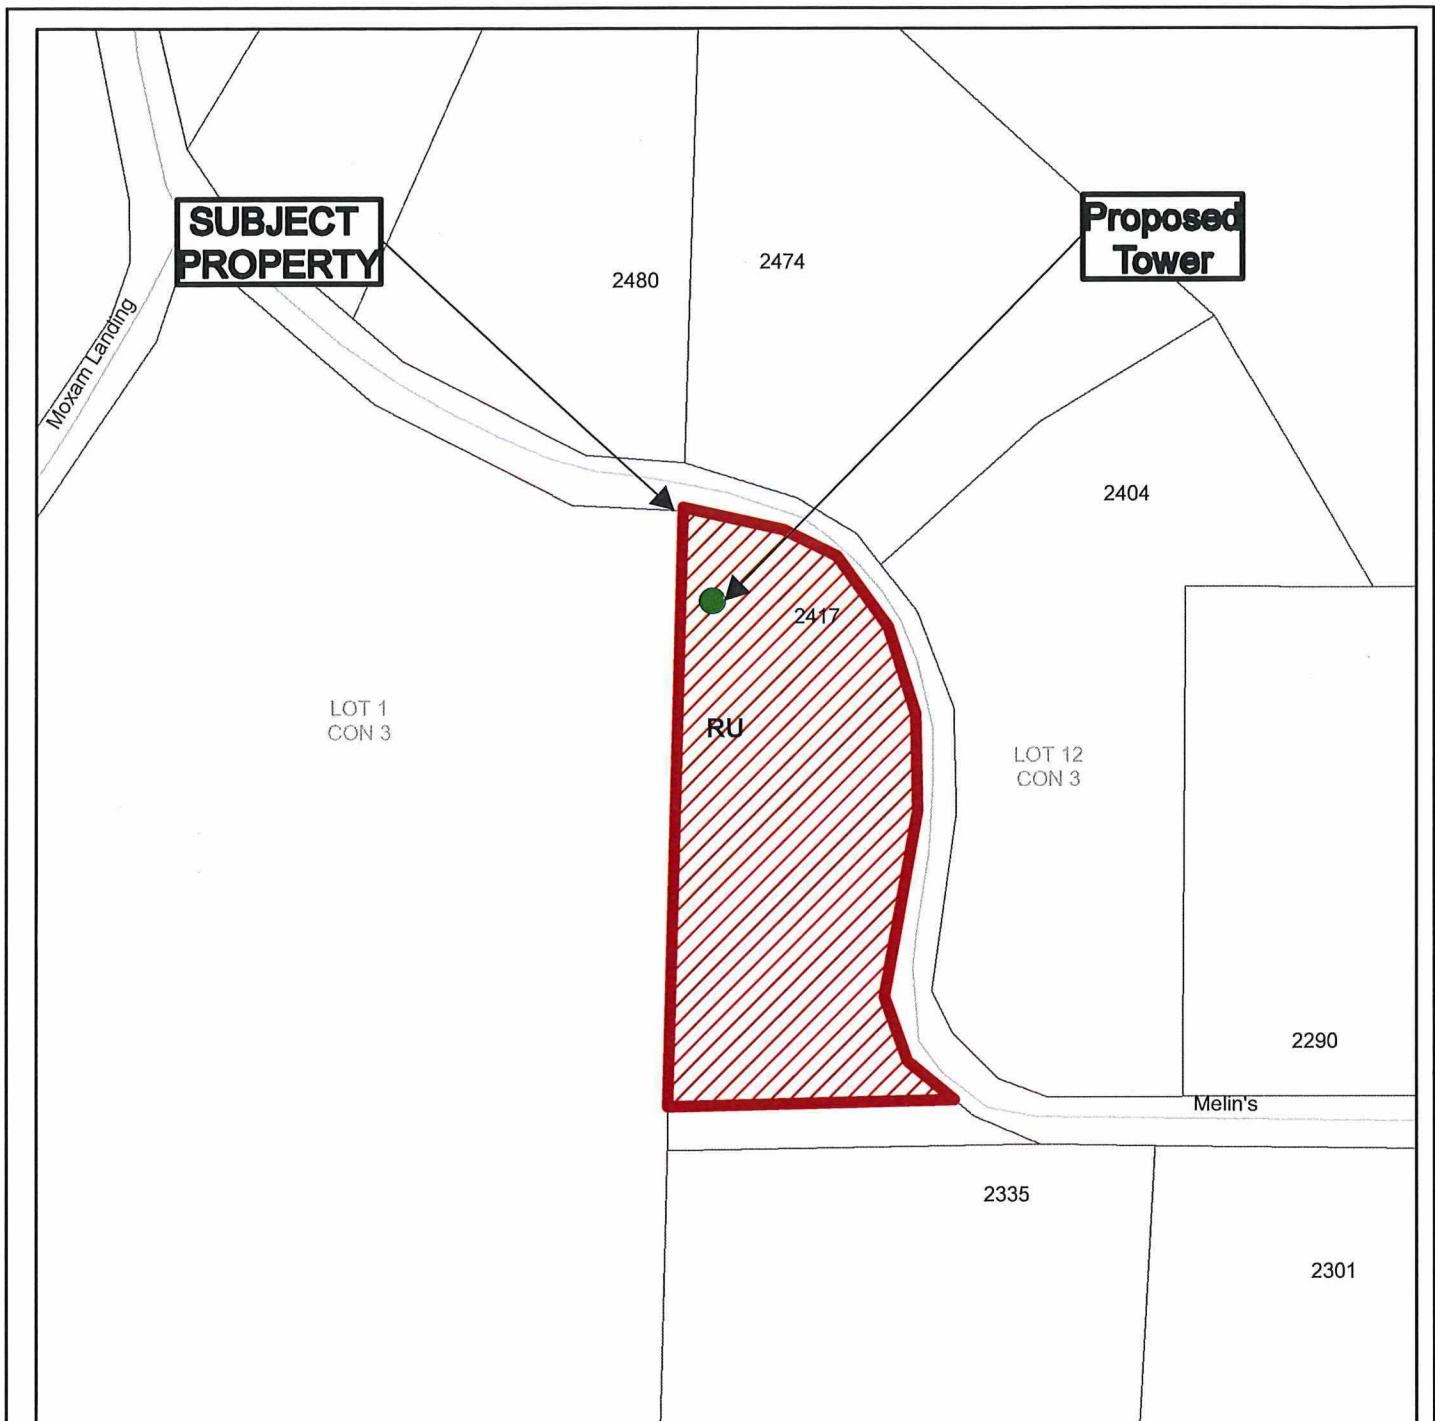 SUBJECT
PROPERTY
Proposed
Tower
2480
2474
Moxam Landing
2404
2417
LOT 1
CON 3
RU
LOT 12
CON 3
2290
Melin's
2335
2301